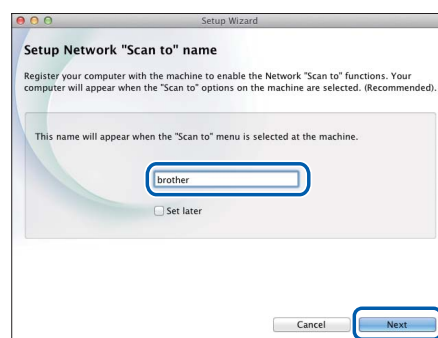 Setup Wizard
Setup Network "Scan to" name
Register your computer with the machine to enable the Network "Scan to" functions. Your
computer will appear when the "Scan to" options on the machine are selected. (Recommended).
This name will appear when the "Scan to" menu is selected at the machine.
brother
Set later
Cancel Next